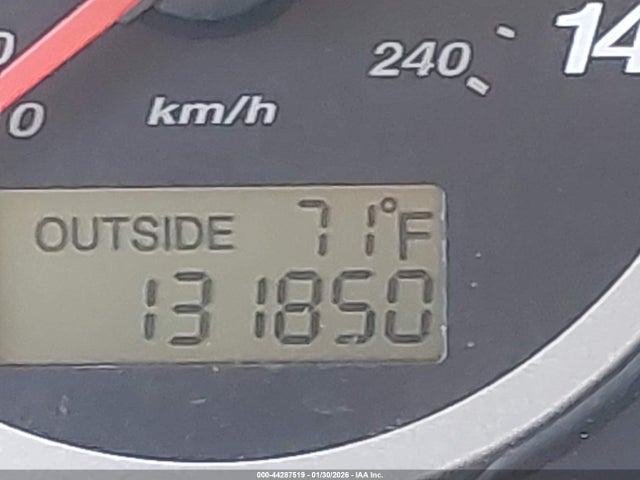 240 14
0 km/h
OUTSIDE 71°F
131850
000-44287519 - 01/30/2026 - IAA Inc.